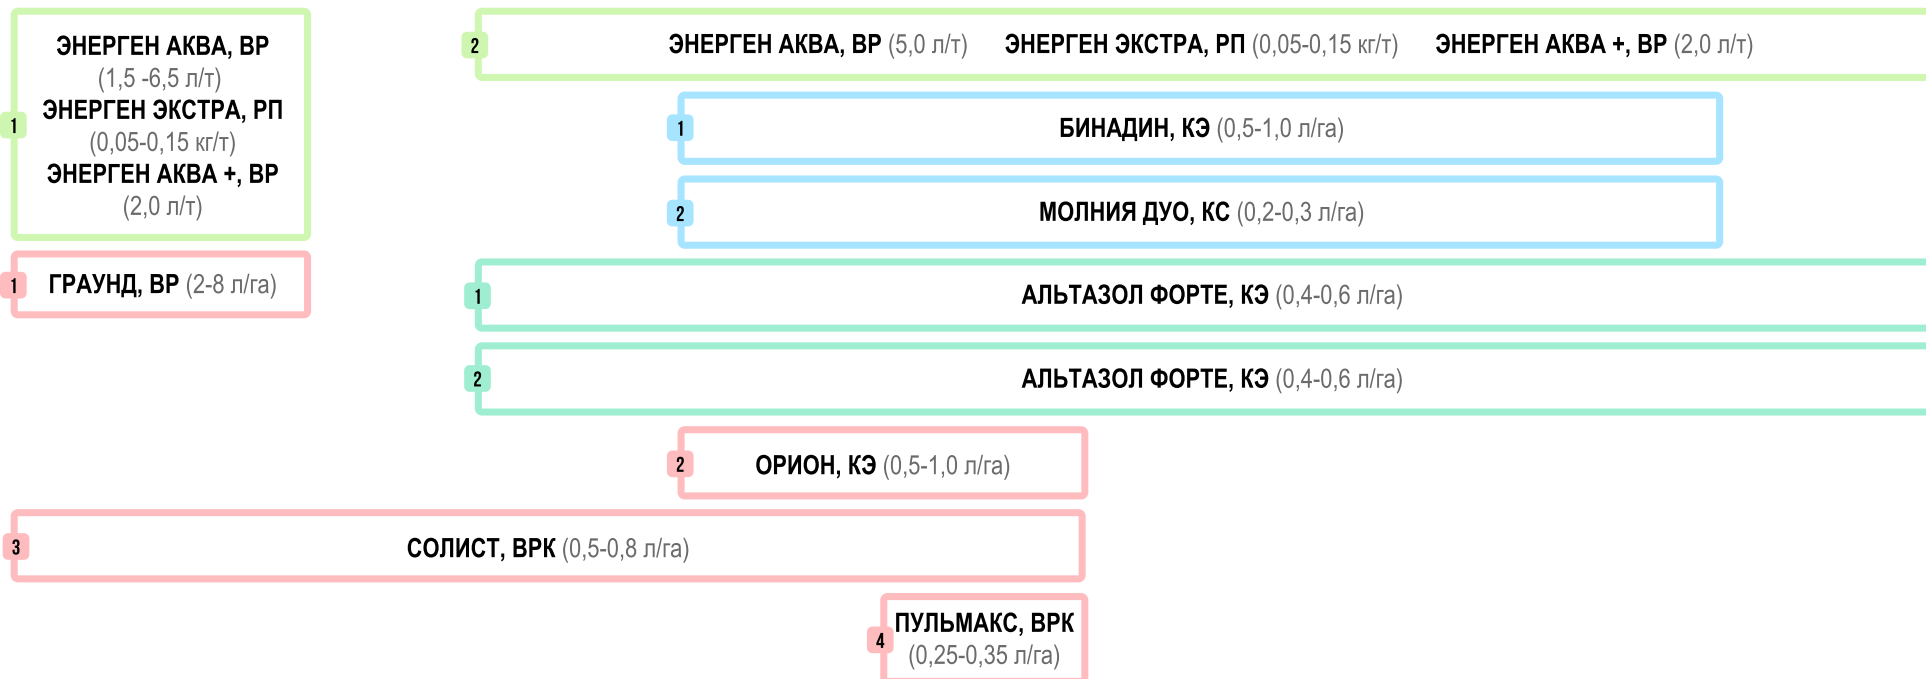 1
ЭНЕРГЕН АКВА, ВР
(1,5 -6,5 л/т)
ЭНЕРГЕН ЭКСТРА, РП
(0,05-0,15 кг/т)
ЭНЕРГЕН АКВА +, ВР
(2,0 л/т)
2 ЭНЕРГЕН АКВА, ВР (5,0 л/т) ЭНЕРГЕН ЭКСТРА, РП (0,05-0,15 кг/т) ЭНЕРГЕН АКВА +, ВР (2,0 л/т)
1 БИНАДИН, КЭ (0,5-1,0 л/га)
2 МОЛНИЯ ДУО, КС (0,2-0,3 л/га)
1 ГРАУНД, ВР (2-8 л/га)
1 АЛЬТАЗОЛ ФОРТЕ, КЭ (0,4-0,6 л/га)
2 АЛЬТАЗОЛ ФОРТЕ, КЭ (0,4-0,6 л/га)
2 ОРИОН, КЭ (0,5-1,0 л/га)
3 СОЛИСТ, ВРК (0,5-0,8 л/га)
4 ПУЛЬМАКС, ВРК
(0,25-0,35 л/га)